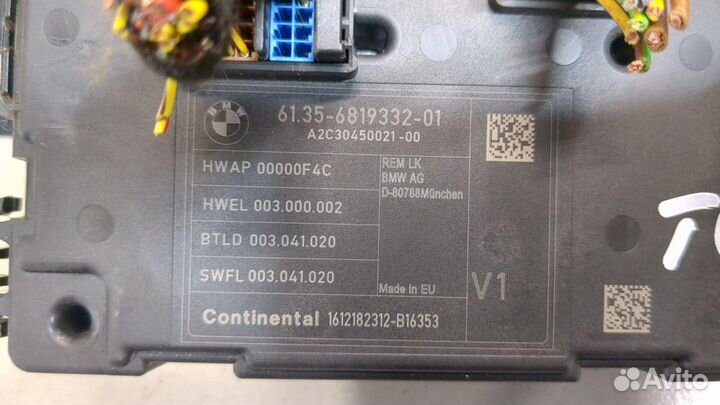 BMW
61.35-6819332-01
A2C30450021-00
HWAP 00000F4C
REM LK
BMW AG
D-80788München
HWEL 003.000.002
BTLD 003.041.020
SWFL 003.041.020
Made in EU
V1
Continental 1612182312-B16353
Avito